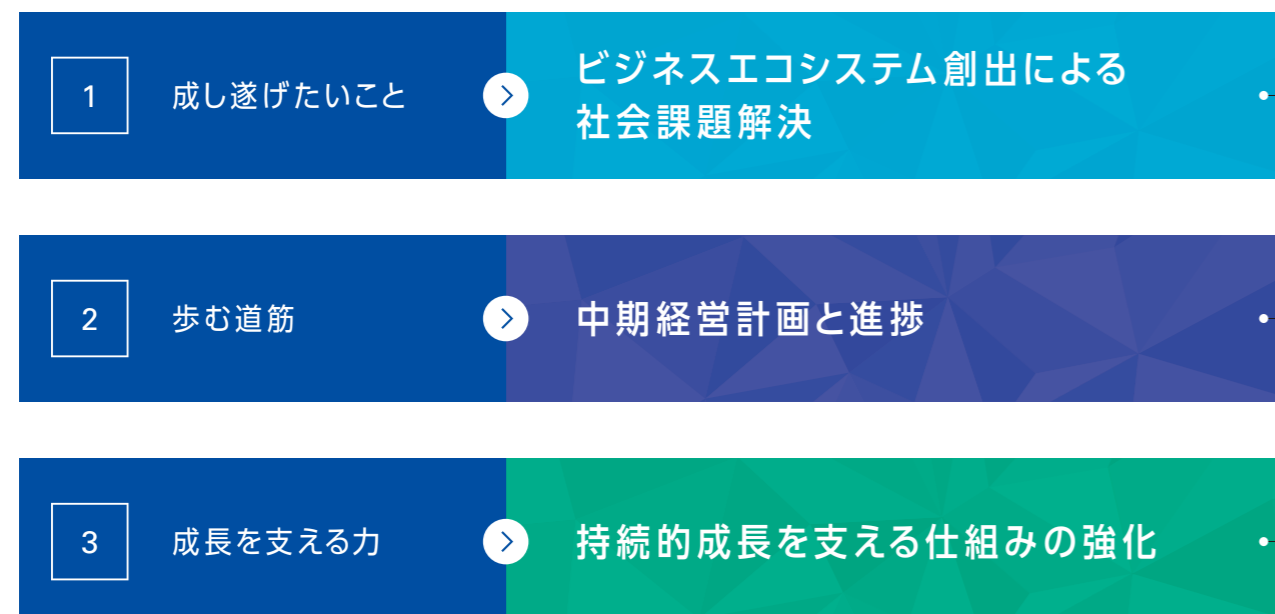 1
成し遂げたいこと
ビジネスエコシステム創出による
社会課題解決
2
歩む道筋
中期経営計画と進捗
3
成長を支える力
持続的成長を支える仕組みの強化